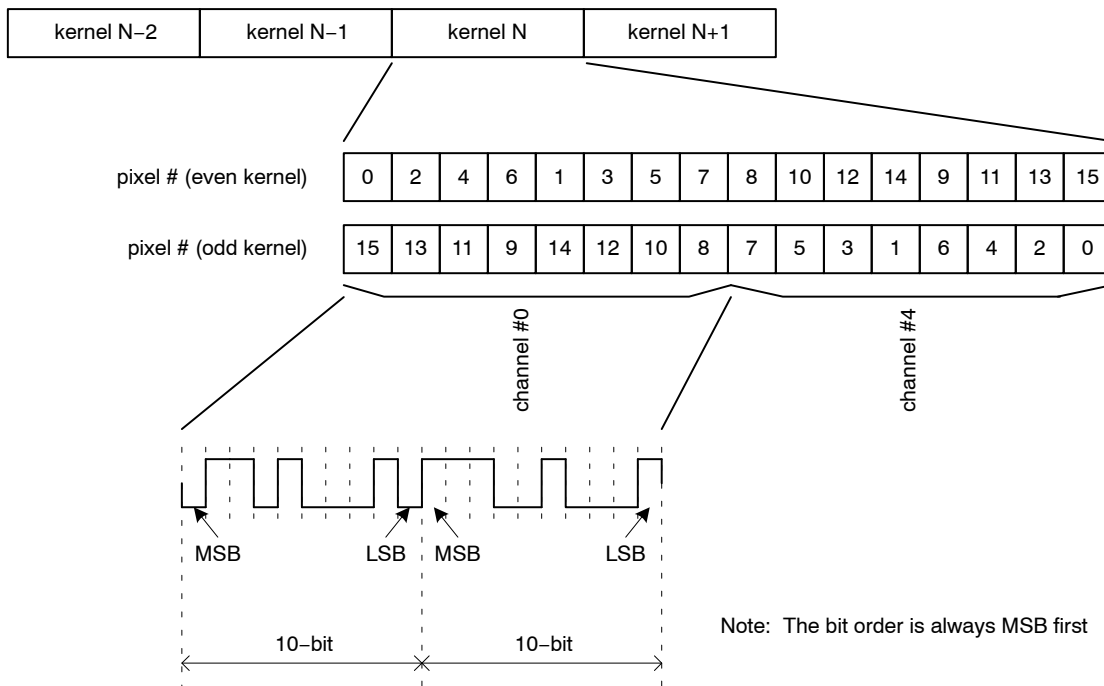 kernel N−2 kernel N−1 kernel N kernel N+1
pixel # (even kernel) 0 2 4 6 1 3 5 7 8 10 12 14 9 11 13 15
pixel # (odd kernel) 15 13 11 9 14 12 10 8 7 5 3 1 6 4 2 0
channel #0 channel #4
MSB LSB MSB LSB
Note: The bit order is always MSB first
10−bit 10−bit